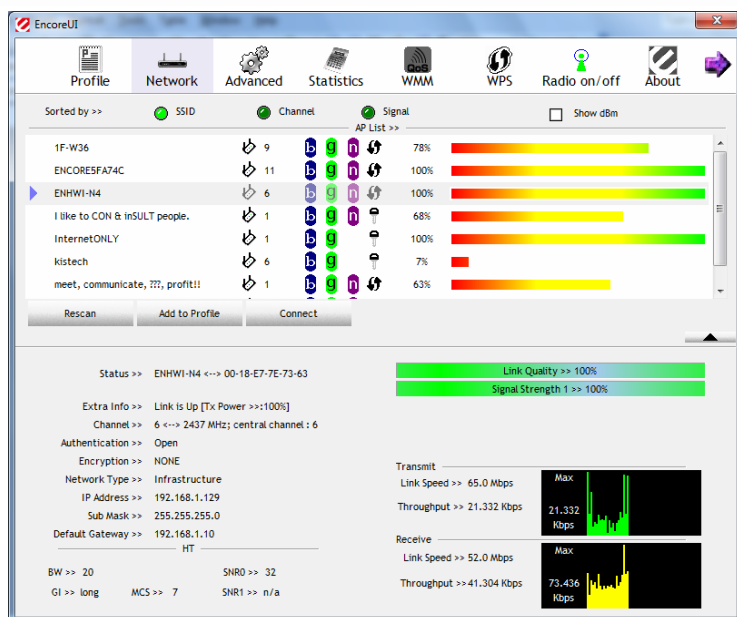 EncoreUI
Profile Network Advanced Statistics WMM WPS Radio on/off About
QoS
Sorted by >> SSID Channel Signal Show dBm
AP List >>
1F-W36 9 b g n 78%
ENCORE5FA74C 11 b g n 100%
ENHWI-N4 6 b g n 100%
I like to CON & inSULT people. 1 b g n 68%
InternetONLY 1 b g 100%
kistech 6 b g 7%
meet, communicate, ???, profit!! 1 b g n 63%
Rescan Add to Profile Connect
Status >> ENHWI-N4 <--> 00-18-E7-7E-73-63
Extra Info >> Link is Up [Tx Power >>:100%]
Channel >> 6 <--> 2437 MHz; central channel : 6
Authentication >> Open
Encryption >> NONE
Network Type >> Infrastructure
IP Address >> 192.168.1.129
Sub Mask >> 255.255.255.0
Default Gateway >> 192.168.1.10
HT
BW >> 20 SNR0 >> 32
GI >> long MCS >> 7 SNR1 >> n/a
Link Quality >> 100%
Signal Strength 1 >> 100%
Transmit
Link Speed >> 65.0 Mbps
Throughput >> 21.332 Kbps
Max
21.332
Kbps
Receive
Link Speed >> 52.0 Mbps
Throughput >> 41.304 Kbps
Max
73.436
Kbps